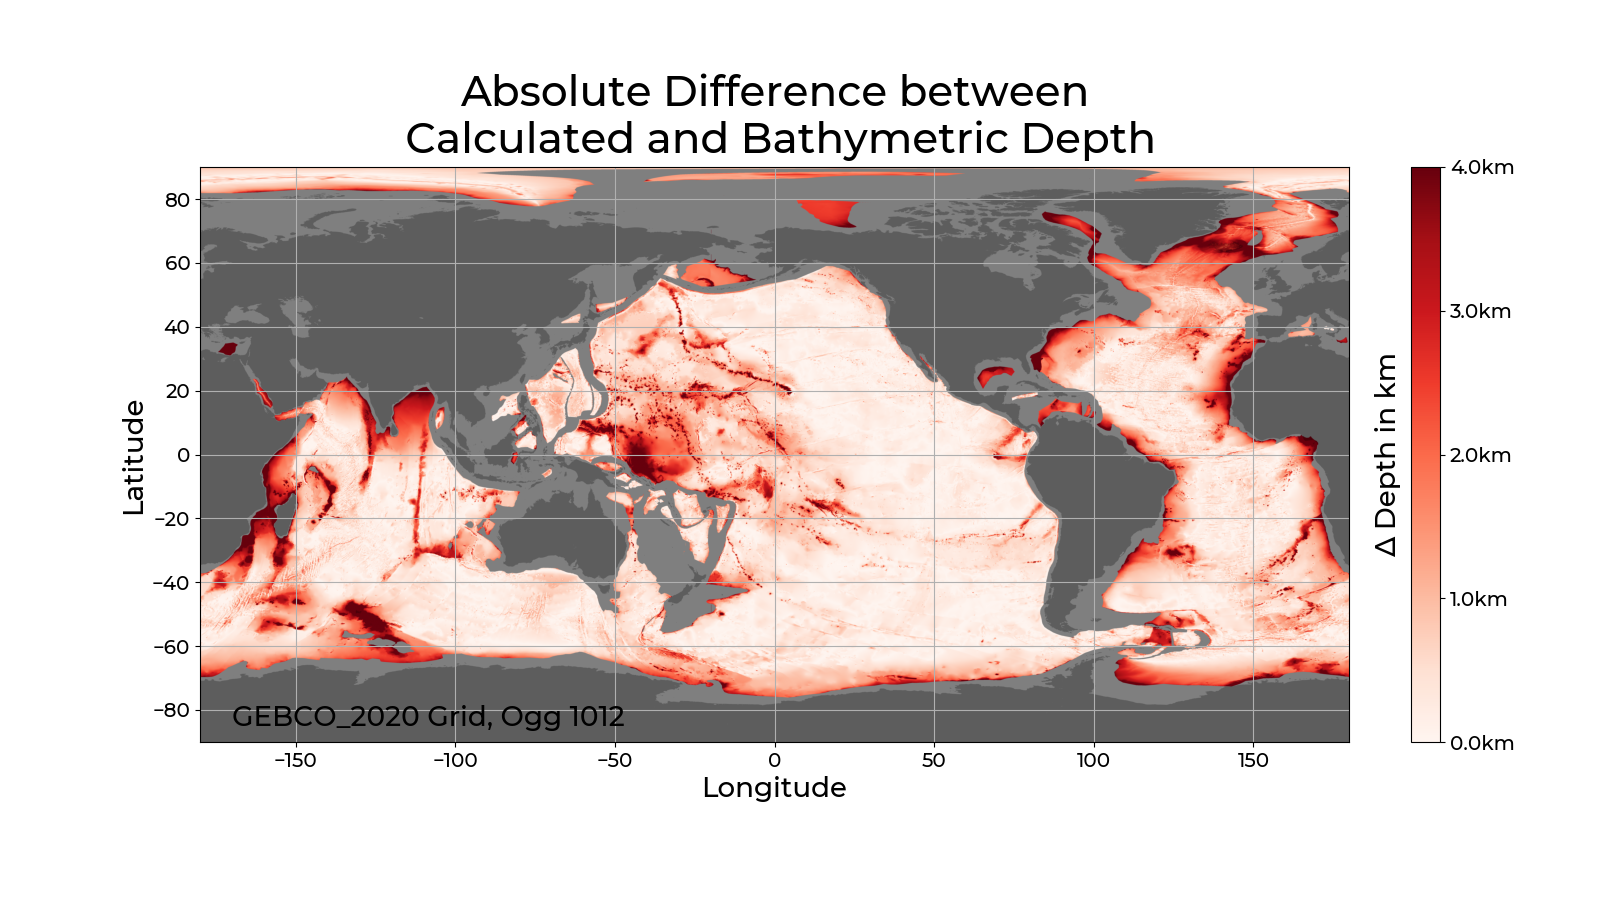 Absolute Difference between
Calculated and Bathymetric Depth
80
60
40
20
0
−20
−40
−60
−80
Latitude
GEBCO_2020 Grid, Ogg 1012
−150
−100
−50
0
50
100
150
Longitude
4.0km
3.0km
2.0km
1.0km
0.0km
Δ Depth in km